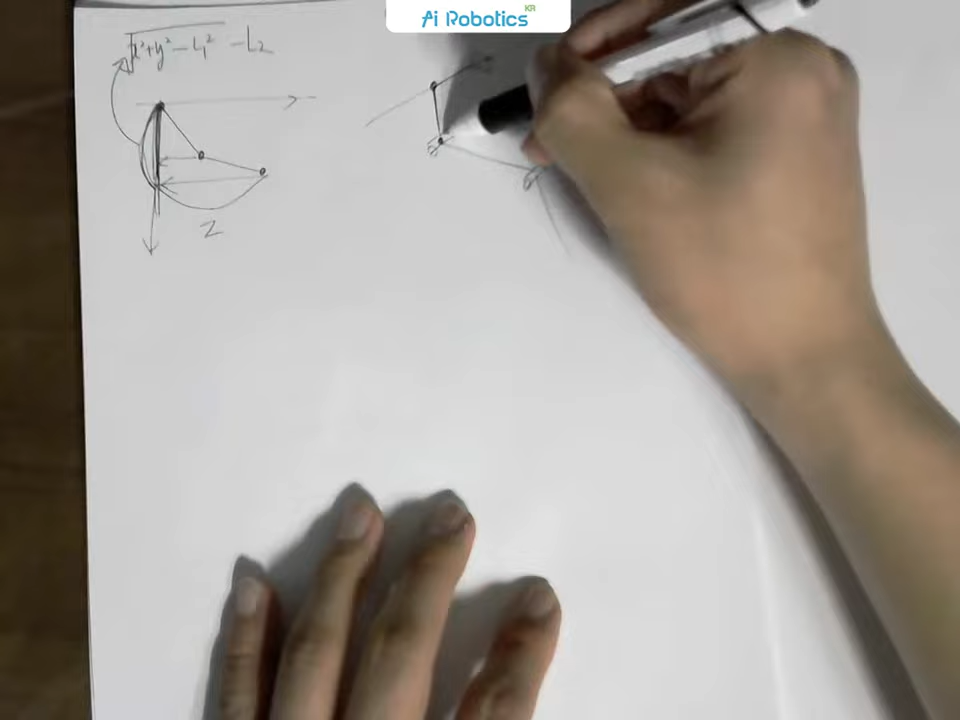 Ai Robotics KR
√x²+y²-L₁² -L₂
Z